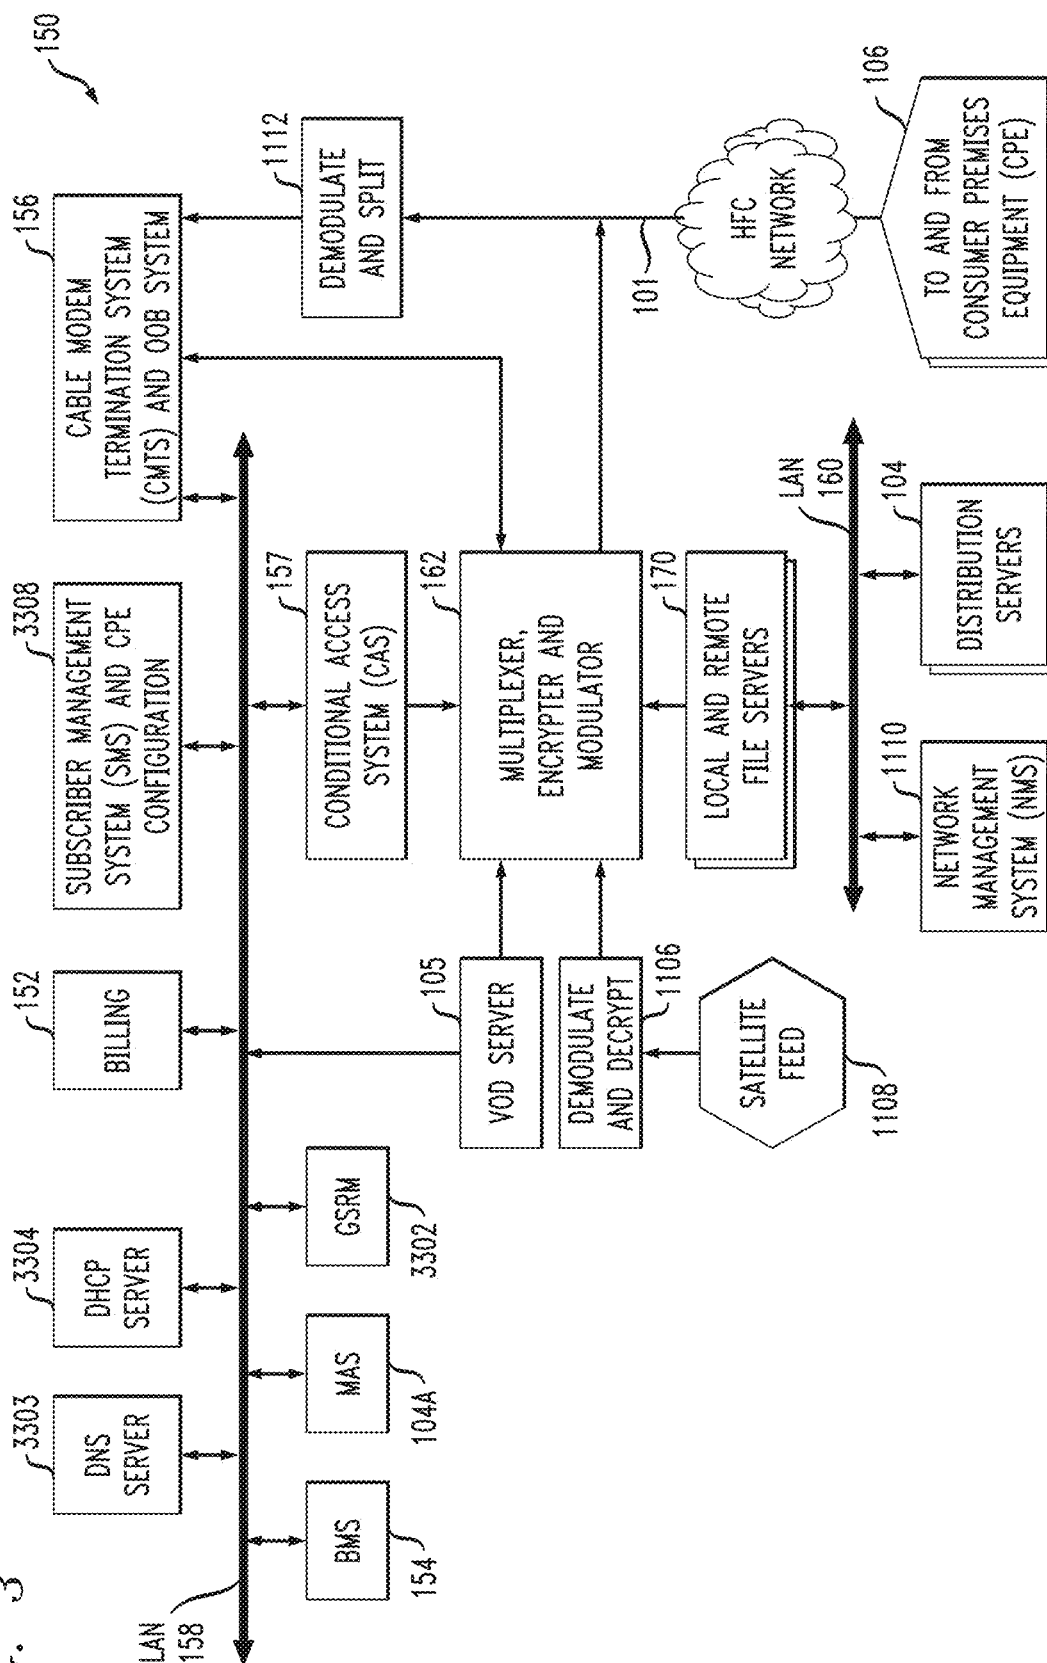 3
3303
3304
152
3308
156
150
DNS
SERVER
DHCP
SERVER
BILLING
SUBSCRIBER MANAGEMENT
SYSTEM (SMS) AND CPE
CONFIGURATION
CABLE MODEM
TERMINATION SYSTEM
(CMTS) AND OOB SYSTEM
LAN
158
BMS
154
MAS
104A
GSRM
3302
157
CONDITIONAL ACCESS
SYSTEM (CAS)
1112
DEMODULATE
AND SPLIT
105
VOD SERVER
162
MULTIPLEXER,
ENCRYPTER AND
MODULATOR
DEMODULATE
AND DECRYPT
1106
101
SATELLITE
FEED
1108
170
LOCAL AND REMOTE
FILE SERVERS
HFC
NETWORK
LAN
160
1110
NETWORK
MANAGEMENT
SYSTEM (NMS)
104
DISTRIBUTION
SERVERS
106
TO AND FROM
CONSUMER PREMISES
EQUIPMENT (CPE)